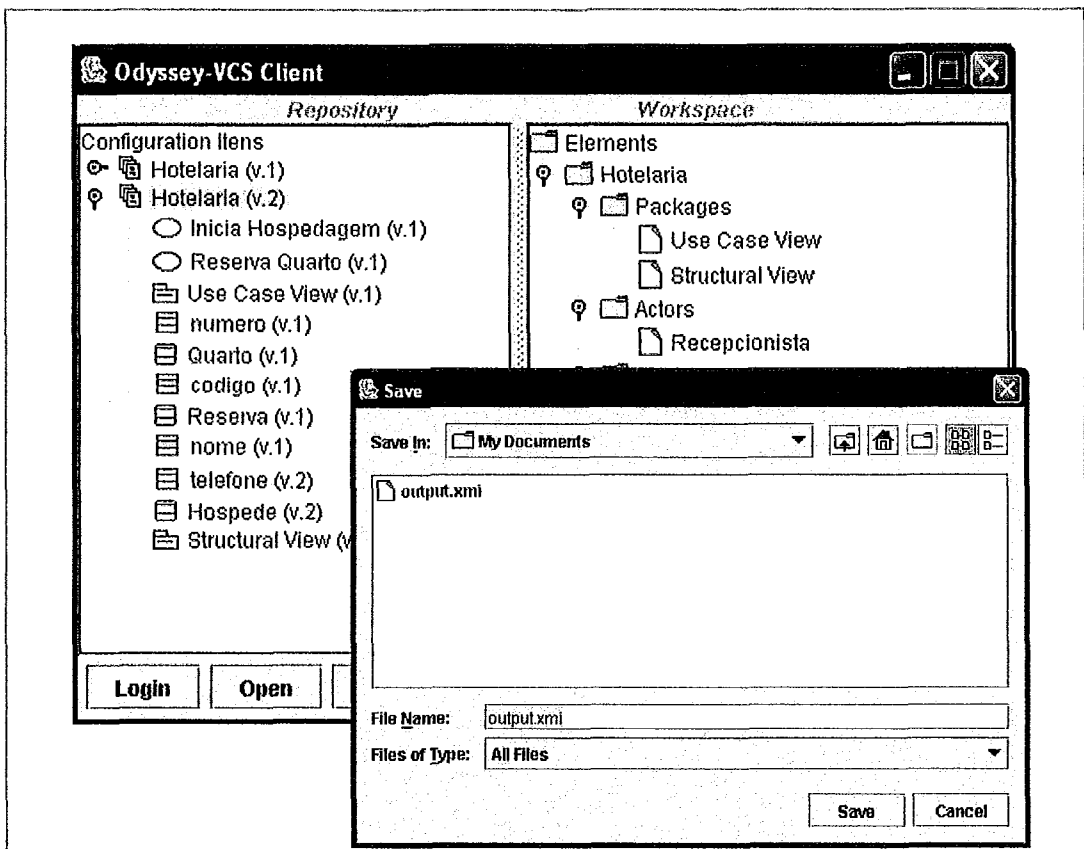 Odyssey-VCS Client
Repository
Workspace
Configuration Itens
Hotelaria (v.1)
Hotelaria (v.2)
Inicia Hospedagem (v.1)
Reserva Quarto (v.1)
Use Case View (v.1)
numero (v.1)
Quarto (v.1)
codigo (v.1)
Reserva (v.1)
nome (v.1)
telefone (v.2)
Hospede (v.2)
Structural View (v
Elements
Hotelaria
Packages
Use Case View
Structural View
Actors
Recepcionista
Login
Open
Save
Save In:
My Documents
output.xmi
File Name:
output.xmi
Files of Type:
All Files
Save
Cancel